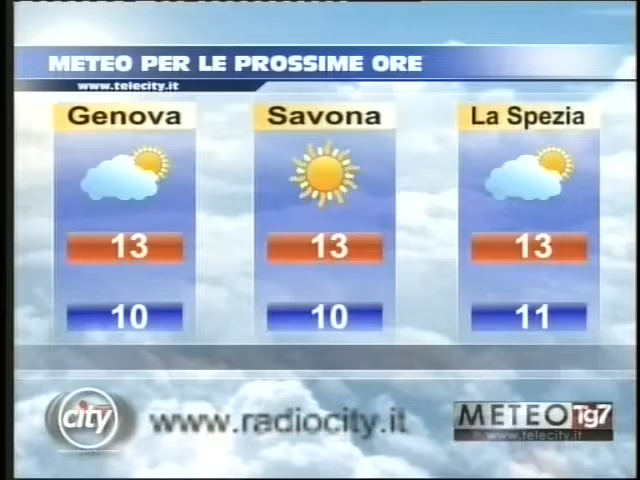 METEO PER LE PROSSIME ORE
www.telecity.it
Genova
Savona
La Spezia
13
13
13
10
10
11
city
www.radiocity.it
METEO Tg7
www.telecity.it